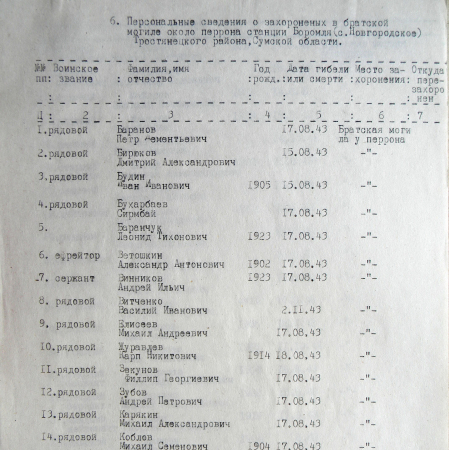 6. Персональные сведения о захороненых в братской
могиле около перрона станции Боромля(с.Новгородское)
Тростянецкого района,Сумской области.
№№ Воинское : Фамилия,имя : Год : Дата гибели : Место за- : Откуда
пн: звание : отчество : рожд. : или смерти : хоронения : пере-
захоро
нен
1 : 2 : 3 : 4 : 5 : 6 : 7
1.рядовой Баранов 17.08.43 Братская моги
Петр Дементьевич ла у перрона
2.рядовой Бирюков 15.08.43 -"-
Дмитрий Александрович
3.рядовой Будин
Иван Иванович 1905 15.08.43 -"-
4.рядовой Букарбаев
Сирмбай 17.08.43 -"-
5. Баранчук
Леонид Тихонович 1923 17.08.43 -"-
6. ефрейтор Ветошкин
Александр Антонович 1902 17.08.43 -"-
7. сержант Винников 1923 17.08.43 -"-
Андрей Ильич
8. рядовой Витченко
Василий Иванович 2.11.43 -"-
9. рядовой Елисеев
Михаил Андреевич 17.08.43 -"-
10.рядовой Журавлев
Карп Никитович 1914 18.08.43 -"-
11.рядовой Зекунов
Филлип Георгиевич 17.08.43 -"-
12.рядовой Зубов
Андрей Петрович 17.08.43 -"-
13.рядовой Карякин
Михаил Александрович 17.08.43 -"-
14.рядовой Коблов
Михаил Семенович 1904 17.08.43 -"-